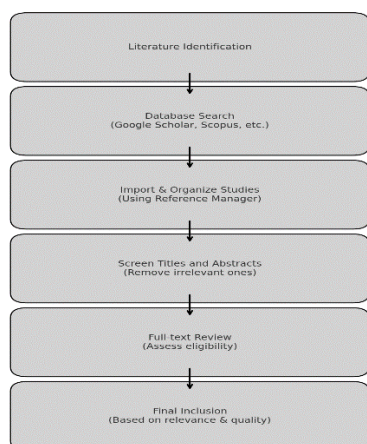 Literature Identification
Database Search
(Google Scholar, Scopus, etc.)
Import & Organize Studies
(Using Reference Manager)
Screen Titles and Abstracts
(Remove irrelevant ones)
Full-text Review
(Assess eligibility)
Final Inclusion
(Based on relevance & quality)